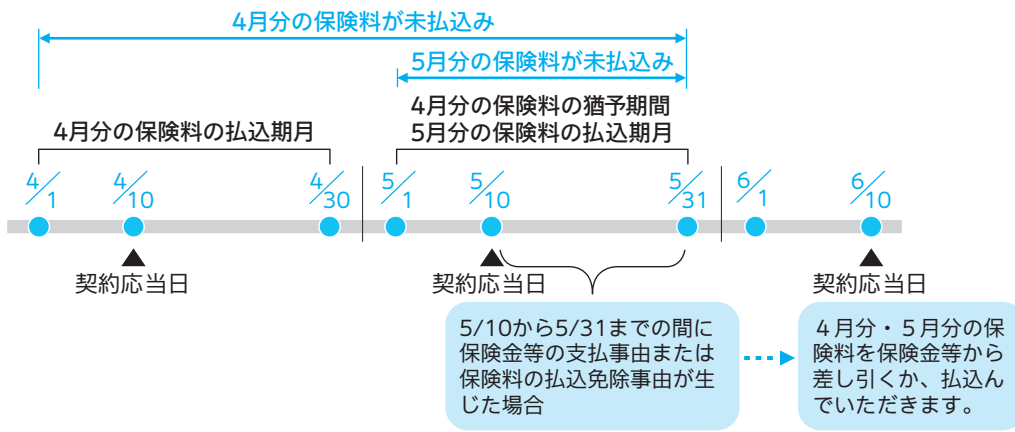 4月分の保険料が未払込み
5月分の保険料が未払込み
4月分の保険料の猶予期間
4月分の保険料の払込期月
5月分の保険料の払込期月
4/1
4/10
4/30
5/1
5/10
5/31
6/1
6/10
▲
契約応当日
▲
契約応当日
▲
契約応当日
5/10から5/31までの間に
保険金等の支払事由または
保険料の払込免除事由が生
じた場合
4月分・5月分の保
険料を保険金等から
差し引くか、払込ん
でいただきます。